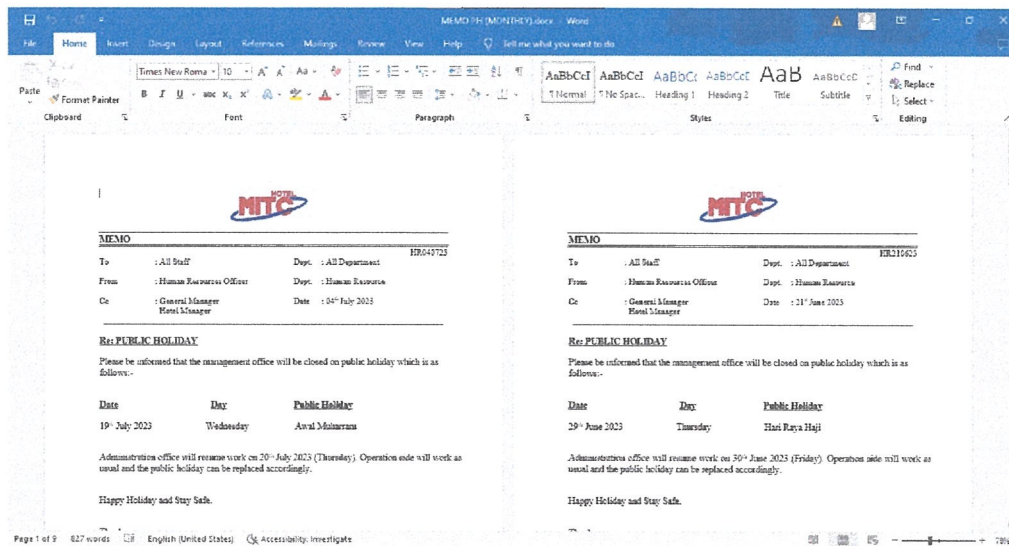 MEMO PH (MONTHLY).docx - Word
File Home Insert Design Layout References Mailings Review View Help Tell me what you want to do
Paste
Format Painter
Clipboard
Times New Roma 10
Font
Paragraph
AaBbCcI AaBbCcI AaBbCc AaBbCcE AaB AaBbCcD
¶ Normal ¶ No Spac... Heading 1 Heading 2 Title Subtitle
Styles
Find
Replace
Select
Editing
HOTEL
MITC
MEMO
HR040723
To : All Staff Dept. : All Department
From : Human Resources Officer Dept. : Human Resource
Cc : General Manager Date : 04th July 2023
Hotel Manager
Re: PUBLIC HOLIDAY
Please be informed that the management office will be closed on public holiday which is as
follows:-
Date Day Public Holiday
19th July 2023 Wednesday Awal Muharram
Administration office will resume work on 20th July 2023 (Thursday). Operation side will work as
usual and the public holiday can be replaced accordingly.
Happy Holiday and Stay Safe.
HOTEL
MITC
MEMO
HR210623
To : All Staff Dept. : All Department
From : Human Resources Officer Dept. : Human Resource
Cc : General Manager Date : 21st June 2023
Hotel Manager
Re: PUBLIC HOLIDAY
Please be informed that the management office will be closed on public holiday which is as
follows:-
Date Day Public Holiday
29th June 2023 Thursday Hari Raya Haji
Administration office will resume work on 30th June 2023 (Friday). Operation side will work as
usual and the public holiday can be replaced accordingly.
Happy Holiday and Stay Safe.
Page 1 of 9 827 words English (United States) Accessibility: Investigate